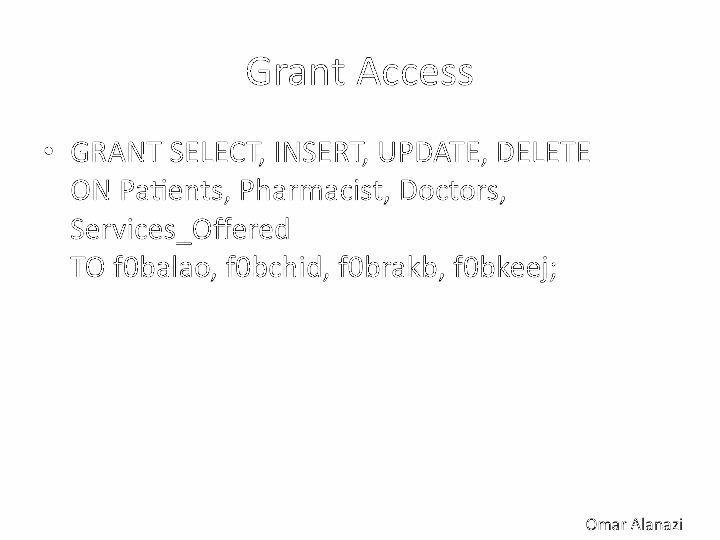 Grant Access
• GRANT SELECT, INSERT, UPDATE, DELETE
ON Patients, Pharmacist, Doctors,
Services_Offered
TO f0balao, f0bchid, f0brakb, f0bkeej;
Omar Alanazi